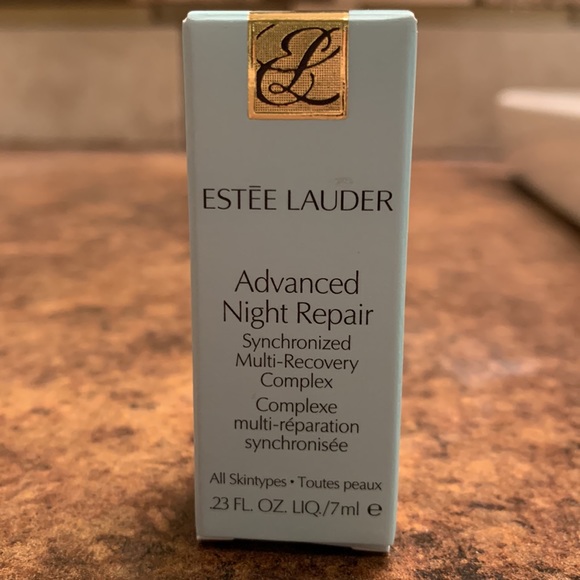 EL
ESTĒE LAUDER
Advanced
Night Repair
Synchronized
Multi-Recovery
Complex
Complexe
multi-réparation
synchronisée
All Skintypes • Toutes peaux
.23 FL. OZ. LIQ./7ml ℮